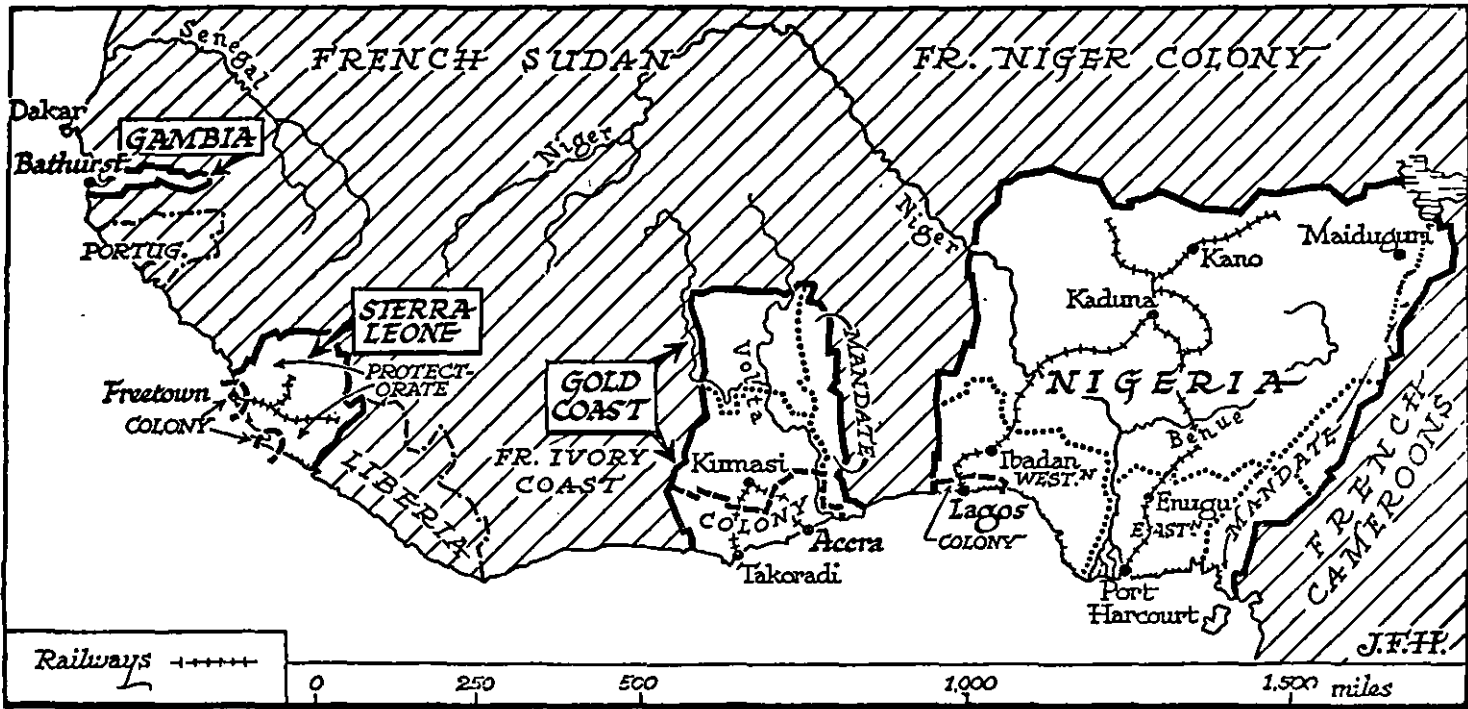 Senegal
FRENCH SUDAN
FR. NIGER COLONY
Dakar
GAMBIA
Bathurst
Niger
Niger
PORTUG.
Maiduguri
Kano
SIERRA
LEONE
Kaduna
PROTECT-
ORATE
Volta
MANDATE
Freetown
GOLD
COAST
NIGERIA
COLONY
Benue
FR. IVORY
COAST
LIBERIA
Kumasi
Ibadan
WEST.N
Enugu
EAST.N
MANDATE
FRENCH
CAMEROONS
COLONY
Lagos
COLONY
Accra
Takoradi
Port
Harcourt
J.F.H.
Railways
0 250 500 1,000 1,500 miles